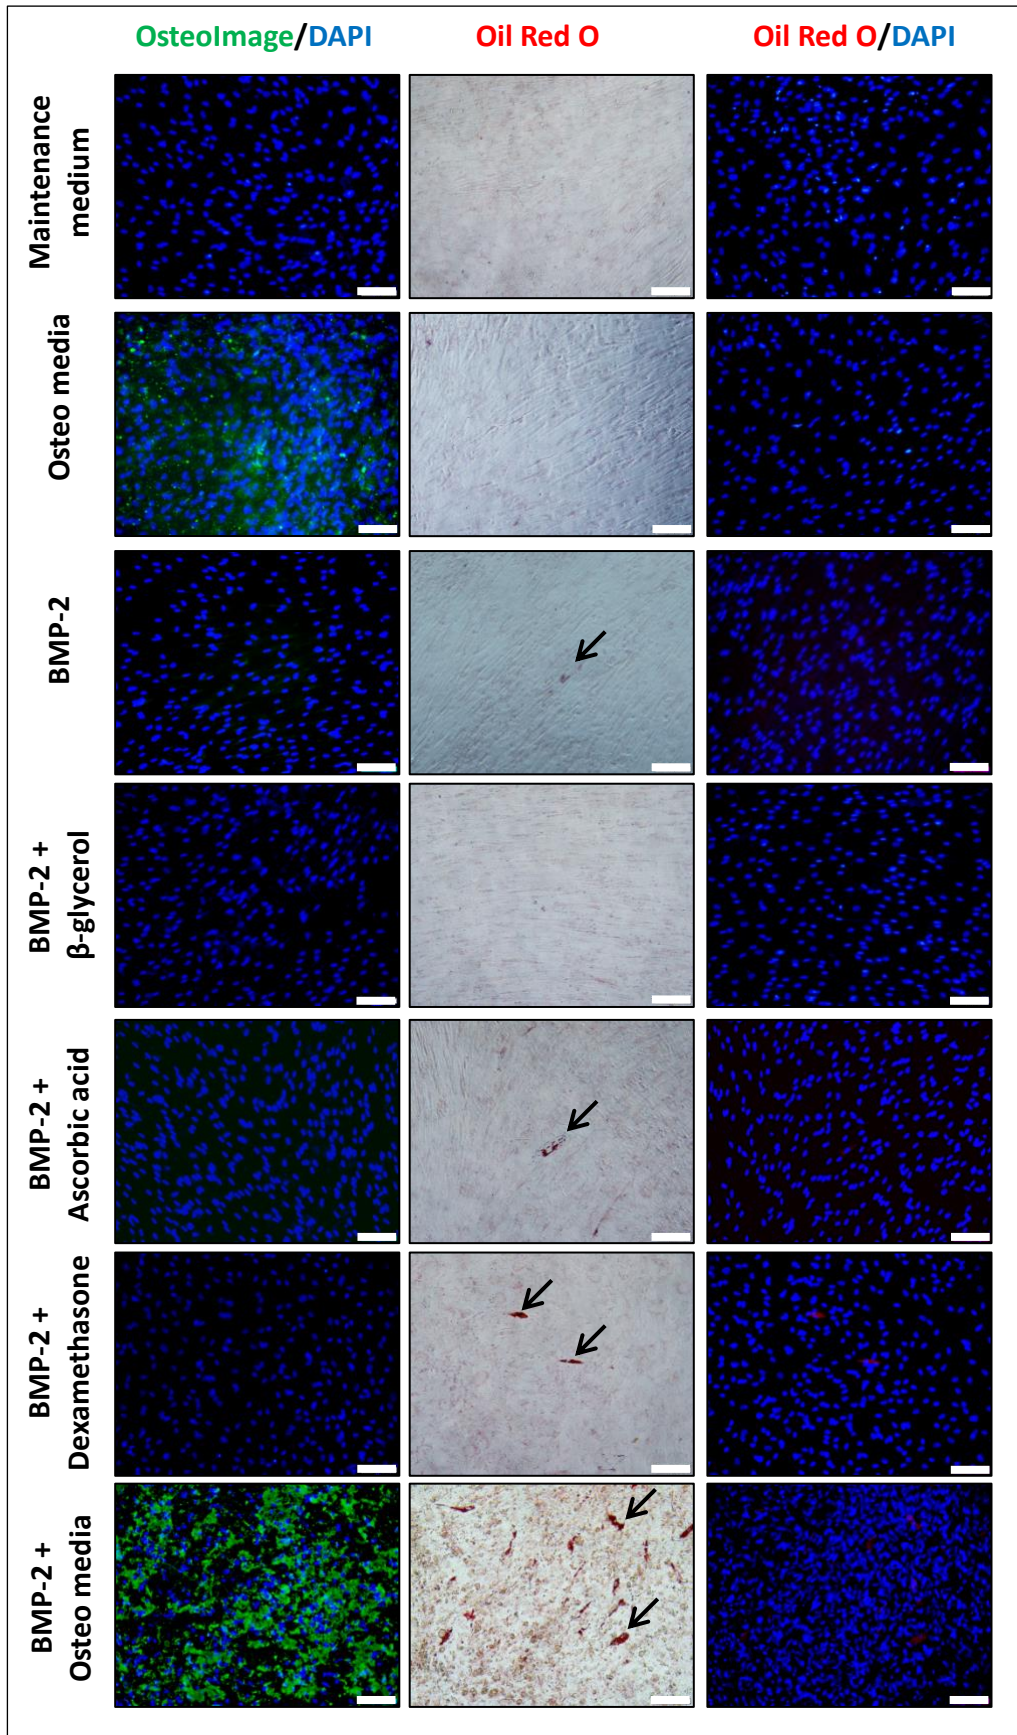 OsteoImage/DAPI
Oil Red O
Oil Red O/DAPI
Maintenance
medium
Osteo media
BMP-2
BMP-2 +
β-glycerol
BMP-2 +
Ascorbic acid
BMP-2 +
Dexamethasone
BMP-2 +
Osteo media